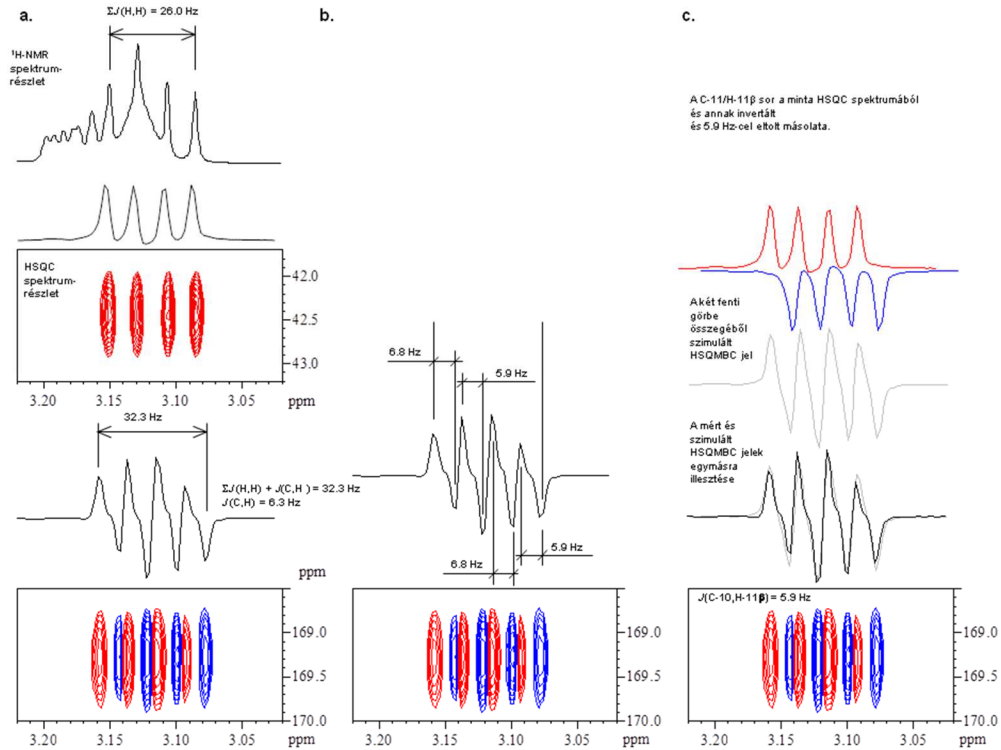 a.
ΣJ(H,H) = 26.0 Hz
¹H-NMR
spektrum-
részlet
HSQC
spektrum-
részlet
42.0
42.5
43.0
3.20
3.15
3.10
3.05
ppm
32.3 Hz
ΣJ(H,H) + J(C,H) = 32.3 Hz
J(C,H) = 6.3 Hz
ppm
169.0
169.5
170.0
3.20
3.15
3.10
3.05
ppm
b.
6.8 Hz
5.9 Hz
5.9 Hz
6.8 Hz
169.0
169.5
170.0
3.20
3.15
3.10
3.05
ppm
c.
A C-11/H-11β sor a minta HSQC spektrumából
és annak invertált
és 5.9 Hz-cel eltolt másolata.
A két fenti
görbe
összegéből
szimulált
HSQMBC jel
A mért és
szimulált
HSQMBC jelek
egymásra
illesztése
J(C-10,H-11β) = 5.9 Hz
169.0
169.5
170.0
3.20
3.15
3.10
3.05
ppm